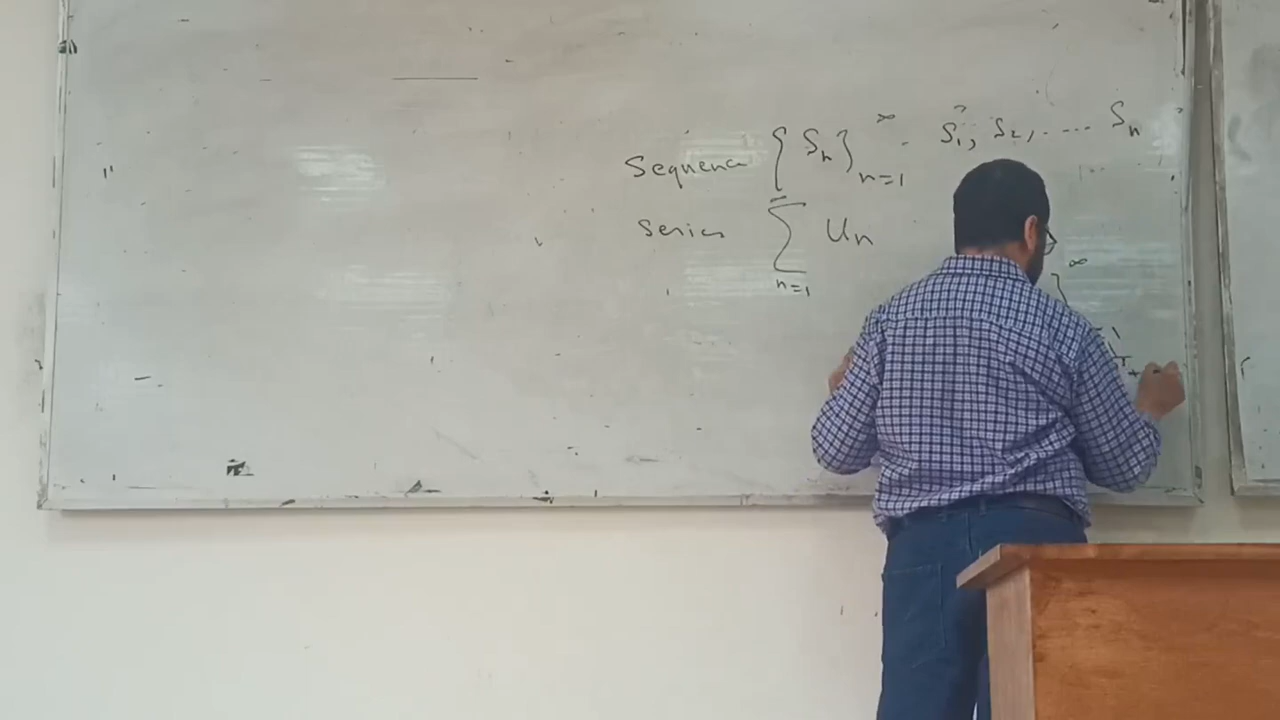 Sequence {Sn}∞n=1 . S1, S2, .... Sn
Series ∑n=1 Un
}∞